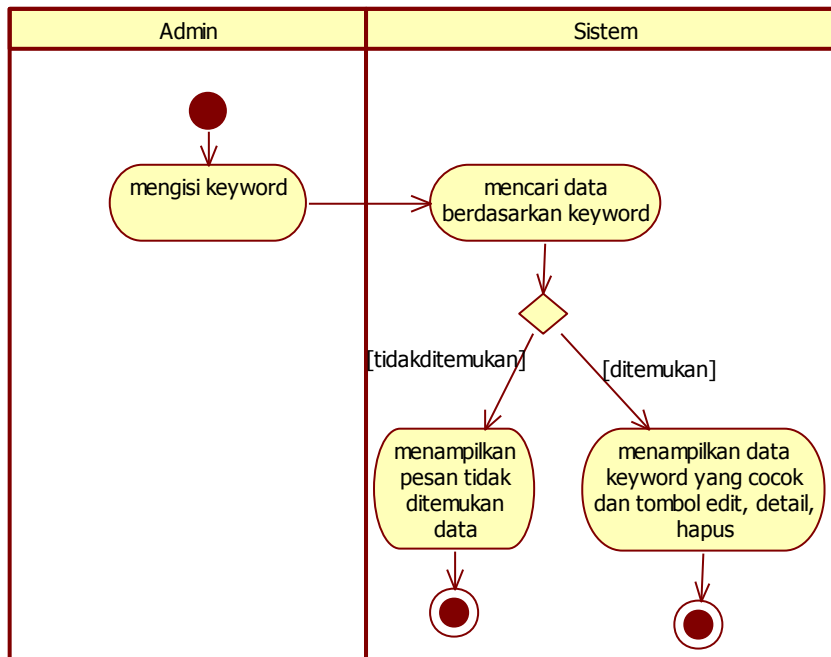 Admin
Sistem
mengisi keyword
mencari data
berdasarkan keyword
[tidakditemukan]
[ditemukan]
menampilkan
pesan tidak
ditemukan
data
menampilkan data
keyword yang cocok
dan tombol edit, detail,
hapus